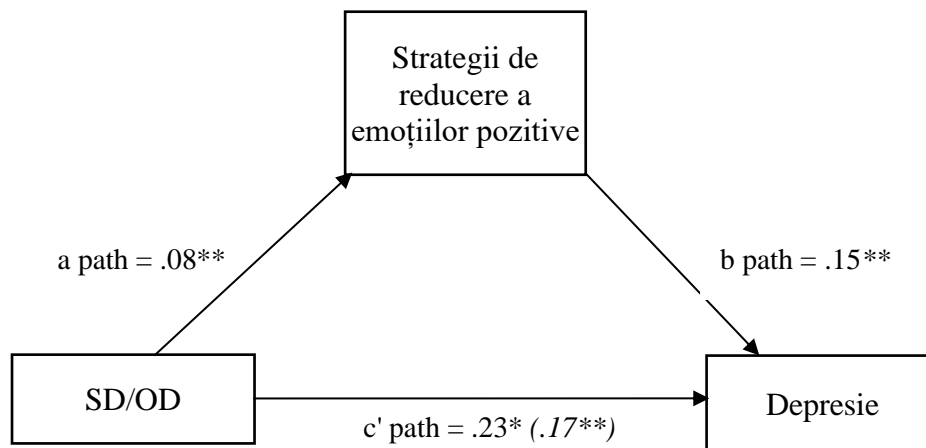 Strategii de
reducere a
emoțiilor pozitive
a path = .08**
b path = .15**
SD/OD
Depresie
c' path = .23* (.17**)